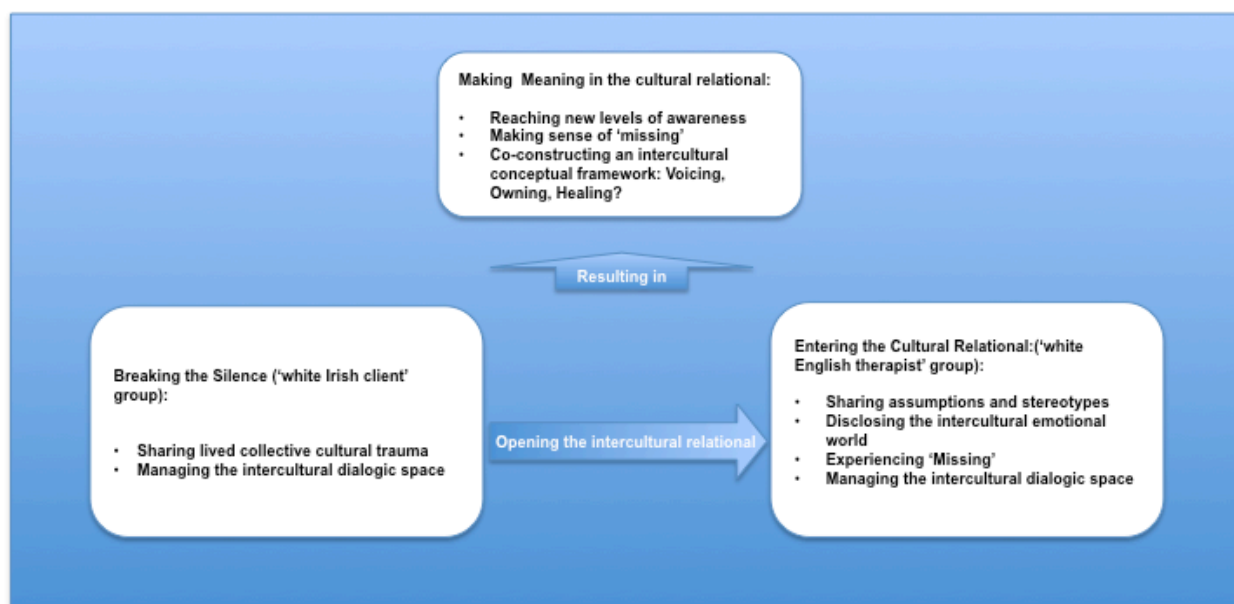 Making  Meaning in the cultural relational:
• Reaching new levels of awareness
• Making sense of ‘missing’
• Co-constructing an intercultural
conceptual framework: Voicing,
Owning, Healing?
Resulting in
Breaking the Silence (‘white Irish client’
group):
• Sharing lived collective cultural trauma
• Managing the intercultural dialogic space
Opening the intercultural relational
Entering the Cultural Relational:(‘white
English therapist’ group):
• Sharing assumptions and stereotypes
• Disclosing the intercultural emotional
world
• Experiencing ‘Missing’
• Managing the intercultural dialogic space